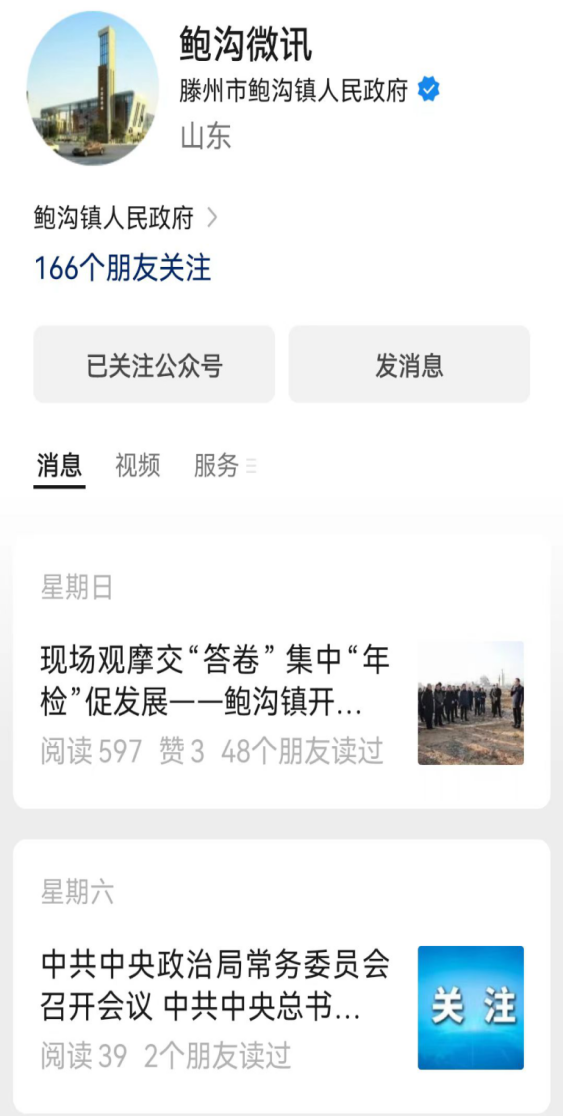 鲍沟微讯
滕州市鲍沟镇人民政府
山东
鲍沟镇人民政府
166个朋友关注
已关注公众号 发消息
消息 视频 服务
星期日
现场观摩交“答卷” 集中“年
检”促发展——鲍沟镇开...
阅读 597 赞 3 48个朋友读过
星期六
中共中央政治局常务委员会
召开会议 中共中央总书...
关注
阅读 39 2个朋友读过